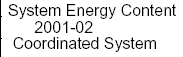 System Energy Content
2001-02
Coordinated System